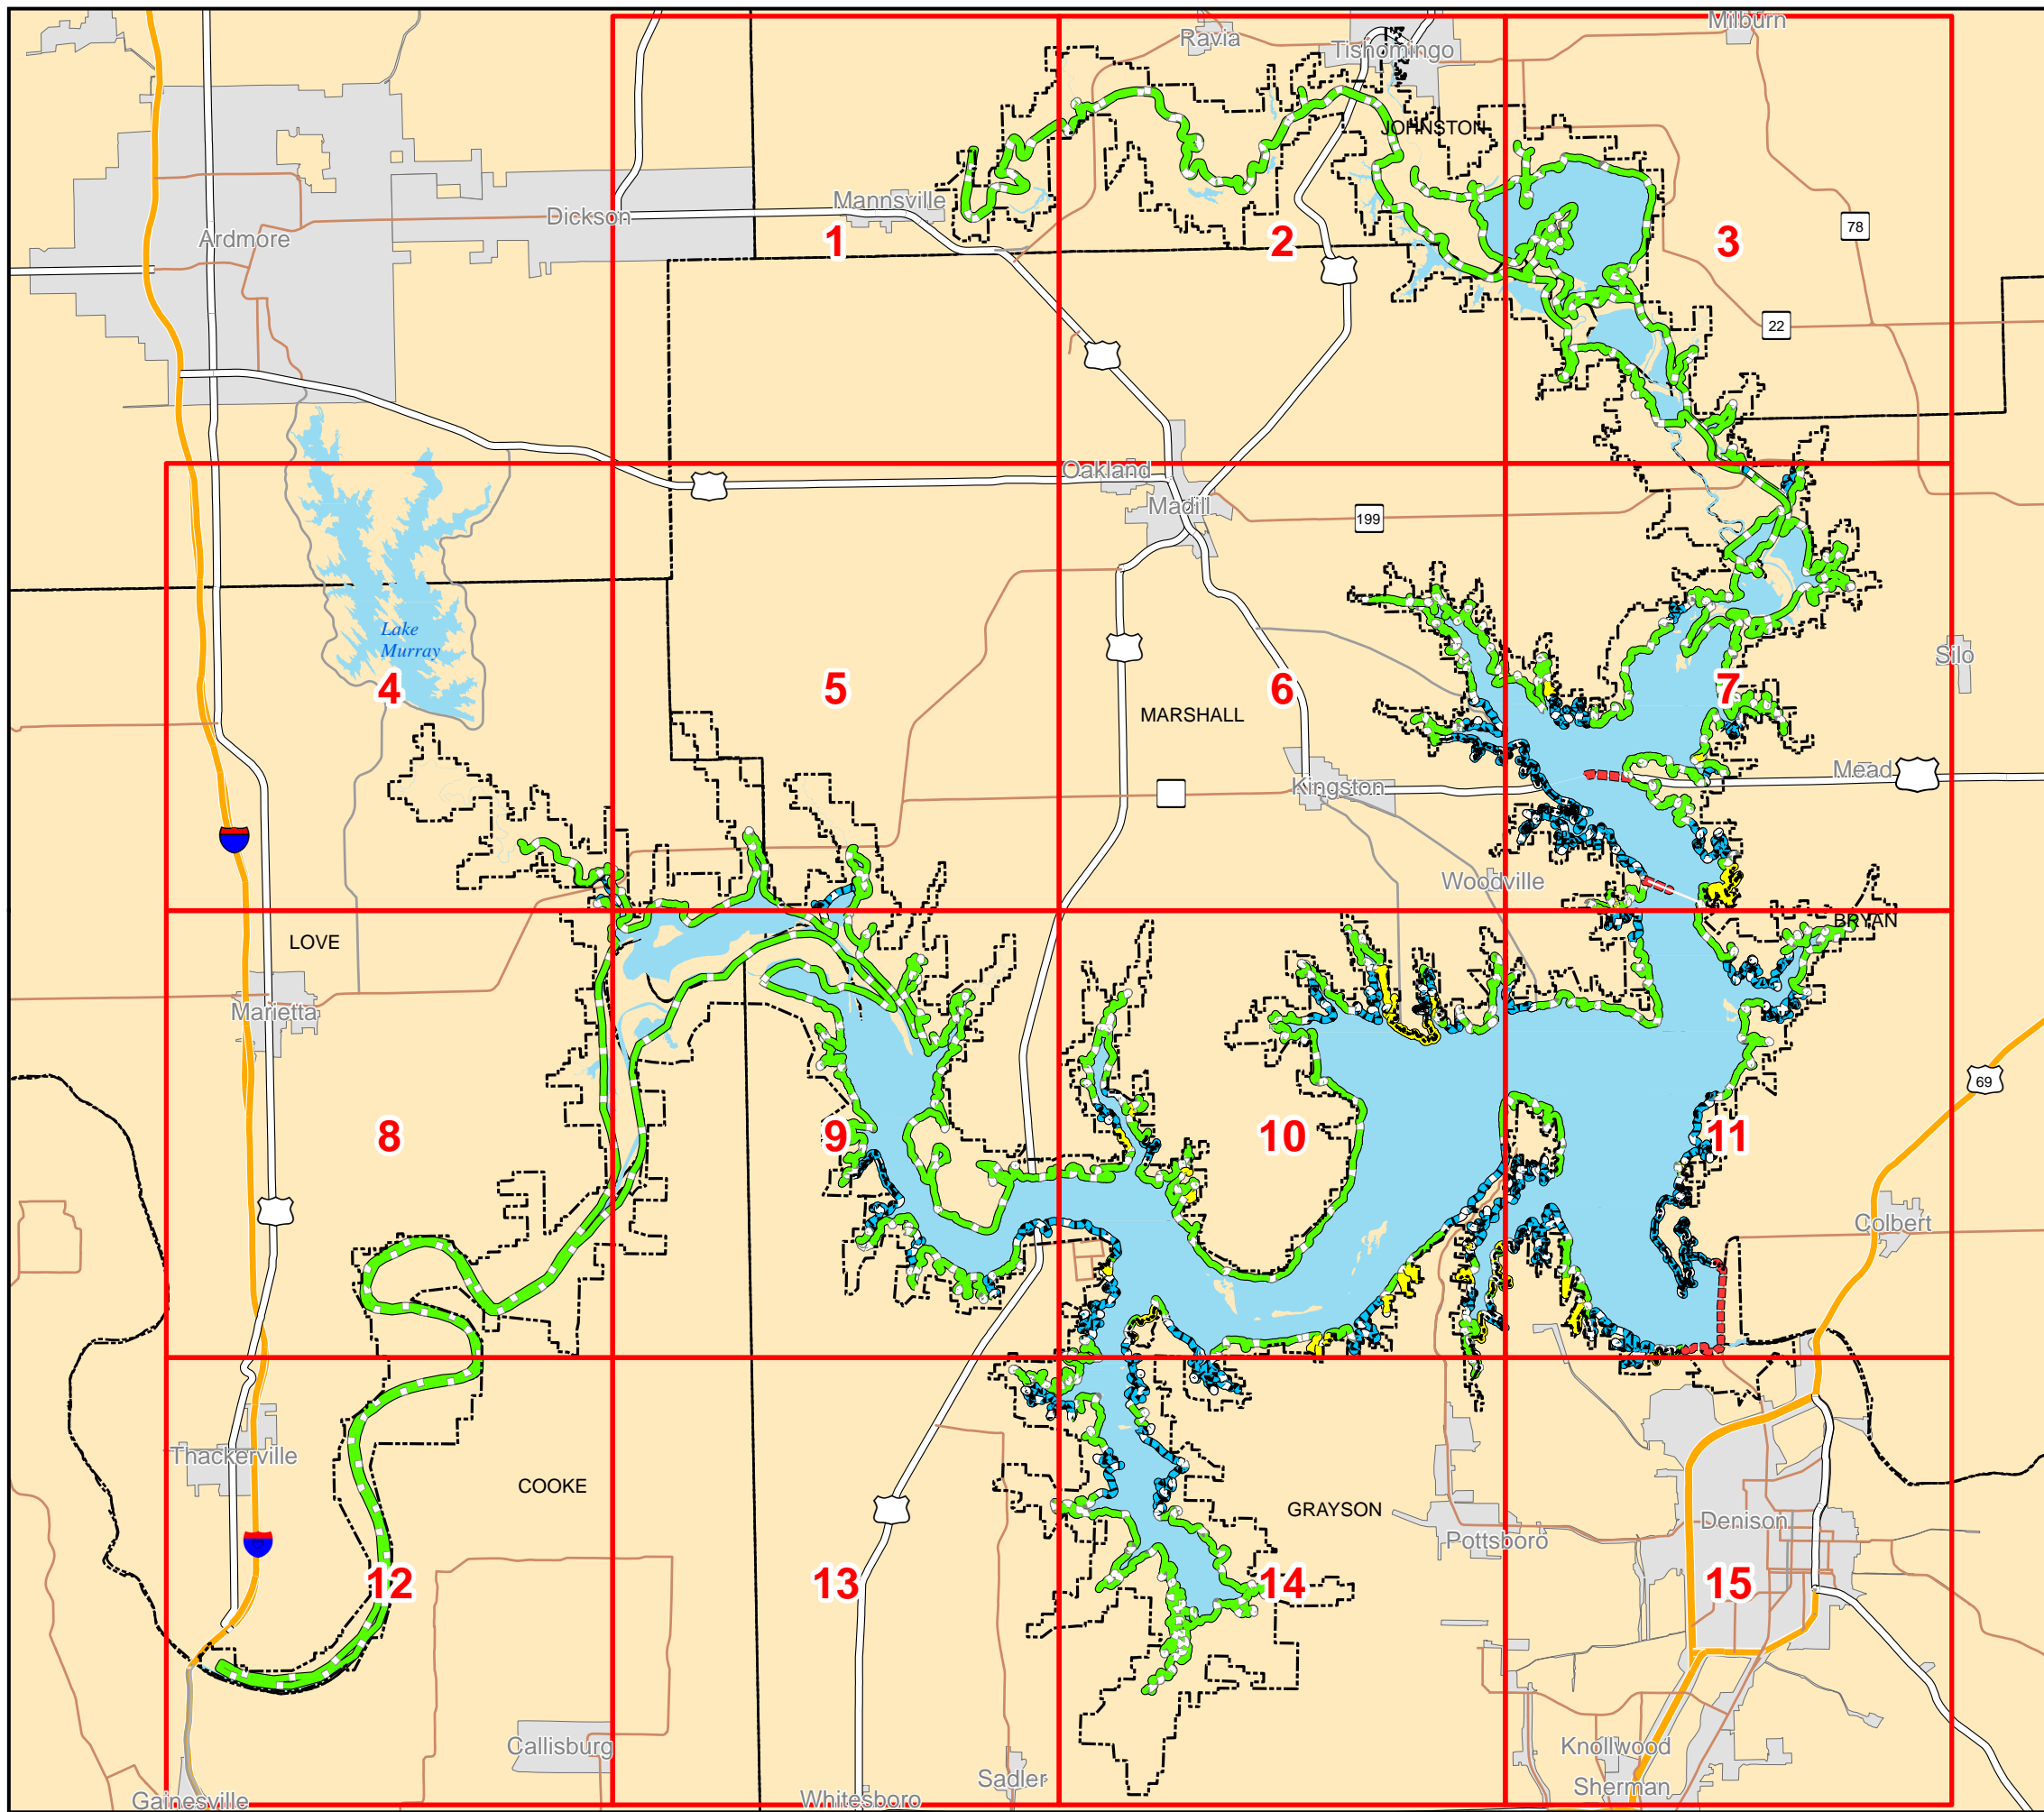 Milburn
Ravia
Tishomingo
JOHNSTON
Mannsville
Dickson
78
Ardmore
1
2
3
22
Oakland
Madill
199
Lake
Murray
Silo
4
5
6
7
MARSHALL
Mead
Kingston
Woodville
BRYAN
LOVE
Marietta
69
8
9
10
11
Colbert
Thackerville
COOKE
GRAYSON
Denison
Pottsboro
12
13
14
15
Callisburg
Knollwood
Sadler
Sherman
Gainesville
Whitesboro